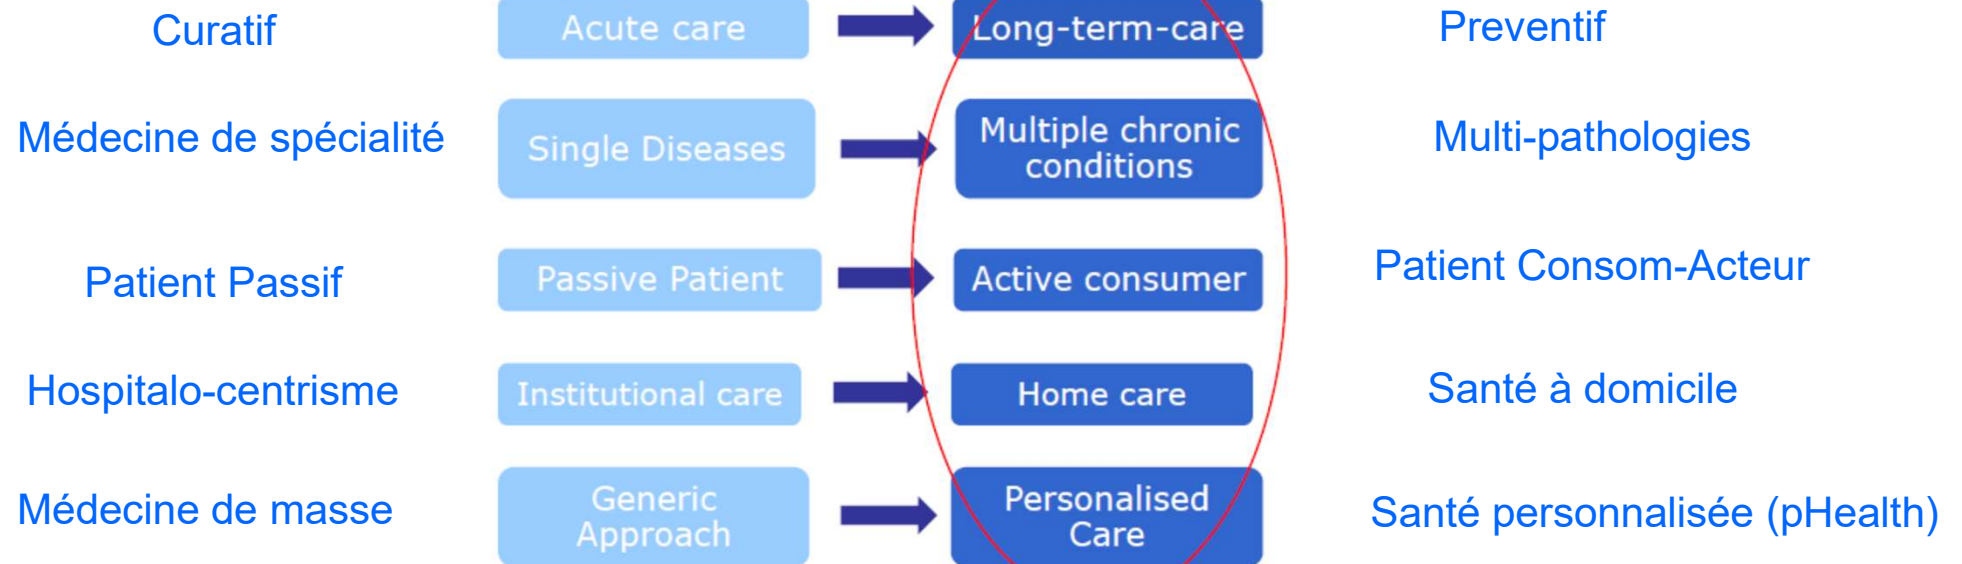 Curatif
Acute care
Long-term-care
Preventif
Médecine de spécialité
Single Diseases
Multiple chronic
conditions
Multi-pathologies
Patient Passif
Passive Patient
Active consumer
Patient Consom-Acteur
Hospitalo-centrisme
Institutional care
Home care
Santé à domicile
Médecine de masse
Generic
Approach
Personalised
Care
Santé personnalisée (pHealth)